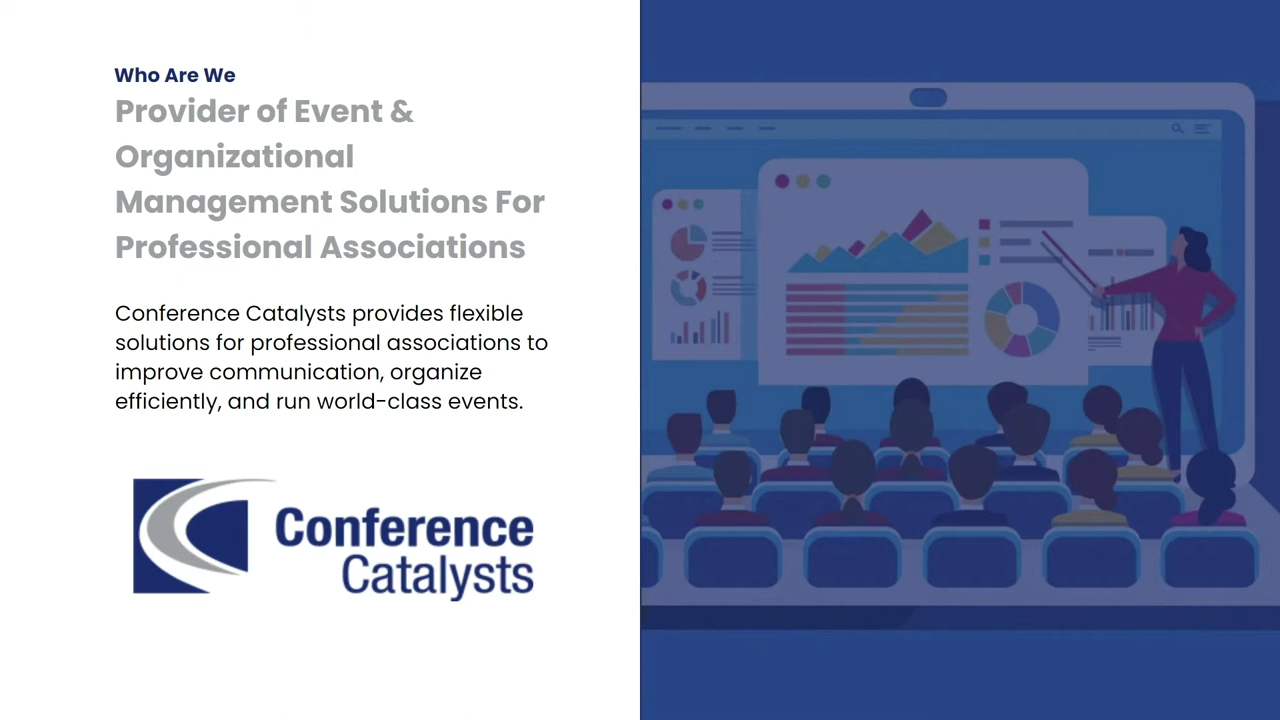 Who Are We
Provider of Event &
Organizational
Management Solutions For
Professional Associations
Conference Catalysts provides flexible
solutions for professional associations to
improve communication, organize
efficiently, and run world-class events.
Conference
Catalysts